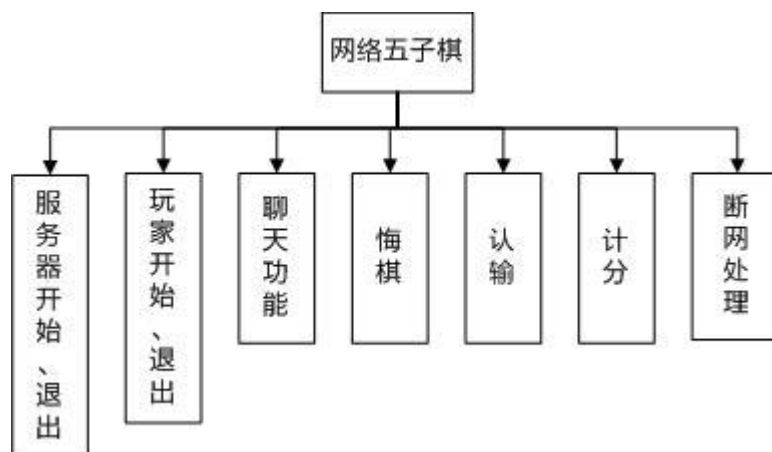 网络五子棋
服务器开始、退出
玩家开始、退出
聊天功能
悔棋
认输
计分
断网处理